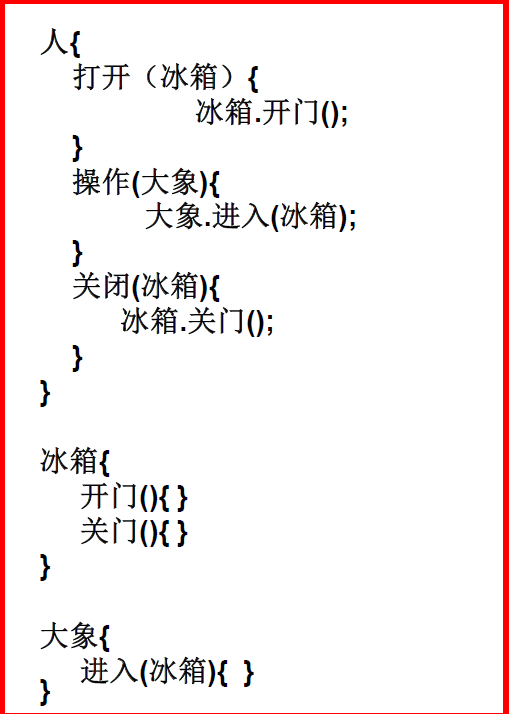 人{
打开（冰箱）{
冰箱.开门();
}
操作(大象){
大象.进入(冰箱);
}
关闭(冰箱){
冰箱.关门();
}
}
冰箱{
开门(){ }
关门(){ }
}
大象{
进入(冰箱){  }
}